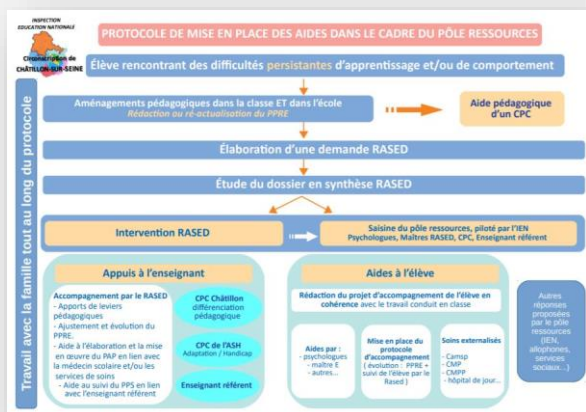 INSPECTION
EDUCATION NATIONALE
Circonscription de
CHÂTILLON-SUR-SEINE
PROTOCOLE DE MISE EN PLACE DES AIDES DANS LE CADRE DU PÔLE RESSOURCES
Élève rencontrant des difficultés persistantes d'apprentissage et/ou de comportement
Travail avec la famille tout au long du protocole
Aménagements pédagogiques dans la classe ET dans l'école
Rédaction ou ré-actualisation du PPRE
Aide pédagogique
d'un CPC
Élaboration d'une demande RASED
Étude du dossier en synthèse RASED
Intervention RASED
Saisine du pôle ressources, piloté par l'IEN
Psychologues, Maîtres RASED, CPC, Enseignant référent
Appuis à l'enseignant
Accompagnement par le RASED
- Apports de leviers
pédagogiques
- Ajustement et évolution du
PPRE.
- Aide à l'élaboration et la mise
en œuvre du PAP en lien avec
la médecin scolaire et/ou les
services de soins
- Aide au suivi du PPS en lien
avec l'enseignant référent
CPC Châtillon
différenciation
pédagogique
CPC de l'ASH
Adaptation / Handicap
Enseignant référent
Aides à l'élève
Rédaction du projet d'accompagnement de l'élève en
cohérence avec le travail conduit en classe
Aides par :
- psychologues
- maître E
- autres...
Mise en place du
protocole
d'accompagnement
( évolution : PPRE +
suivi de l'élève par le
Rased )
Soins externalisés
- Camsp
- CMP
- CMPP
- hôpital de jour...
Autres
réponses
proposées
par le pôle
ressources
(IEN,
allophones,
services
sociaux...)